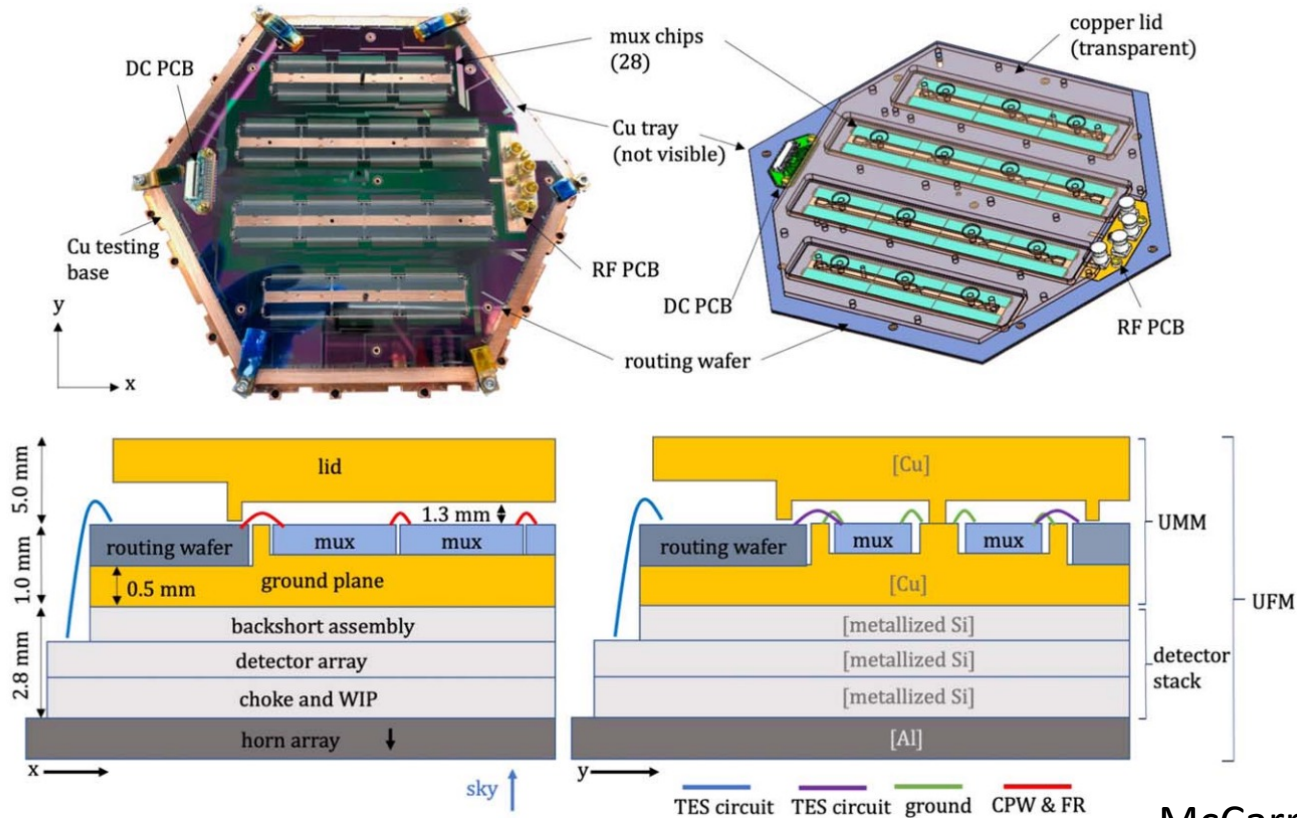 DC PCB
mux chips
(28)
copper lid
(transparent)
Cu tray
(not visible)
Cu testing
base
RF PCB
DC PCB
RF PCB
routing wafer
y
x
5.0 mm
1.0 mm
2.8 mm
lid
1.3 mm
routing wafer
mux
mux
0.5 mm
ground plane
backshort assembly
detector array
choke and WIP
horn array
x
sky
[Cu]
routing wafer
mux
mux
[Cu]
[metallized Si]
[metallized Si]
[metallized Si]
[Al]
y
UMM
detector
stack
UFM
TES circuit
TES circuit
ground
CPW & FR